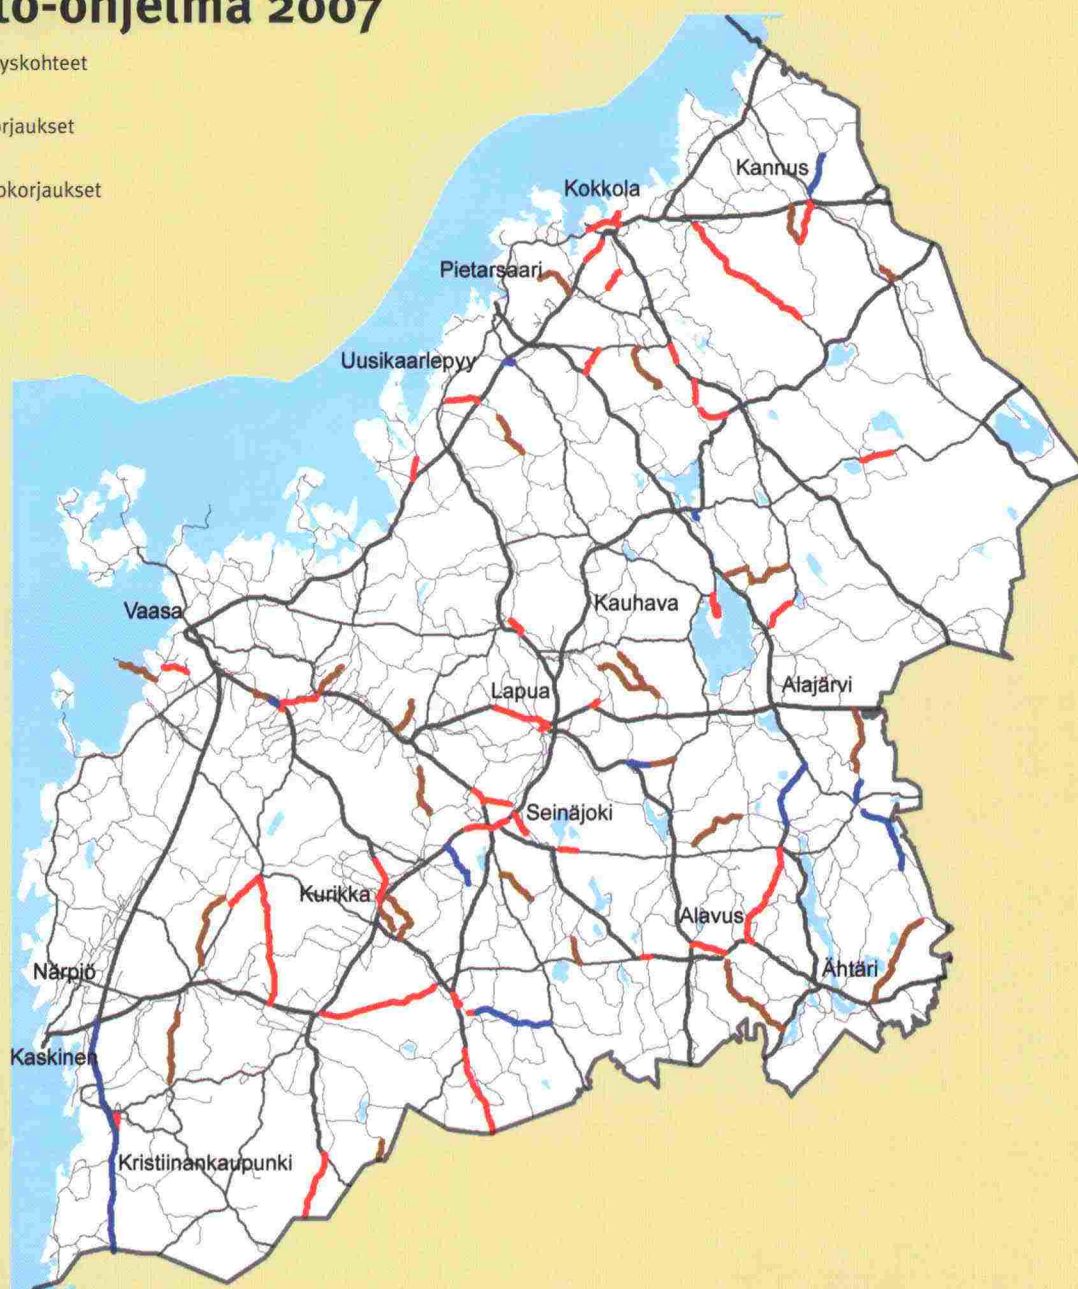 to-ohjelma 2007
yskohteet
rjaukset
okorjaukset
Kannus
Kokkola
Pietarsaari
Uusikaarlepyy
Vaasa
Kauhava
Lapua
Alajärvi
Seinäjoki
Kurikka
Alavus
Närpiö
Ähtäri
Kaskinen
Kristiinankaupunki